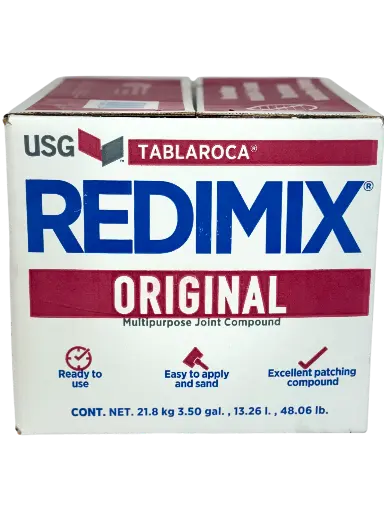 USG TABLAROCA®
REDIMIX®
ORIGINAL
Multipurpose Joint Compound
Ready to use
Easy to apply and sand
Excellent patching compound
CONT. NET. 21.8 kg 3.50 gal. , 13.26 l. , 48.06 lb.